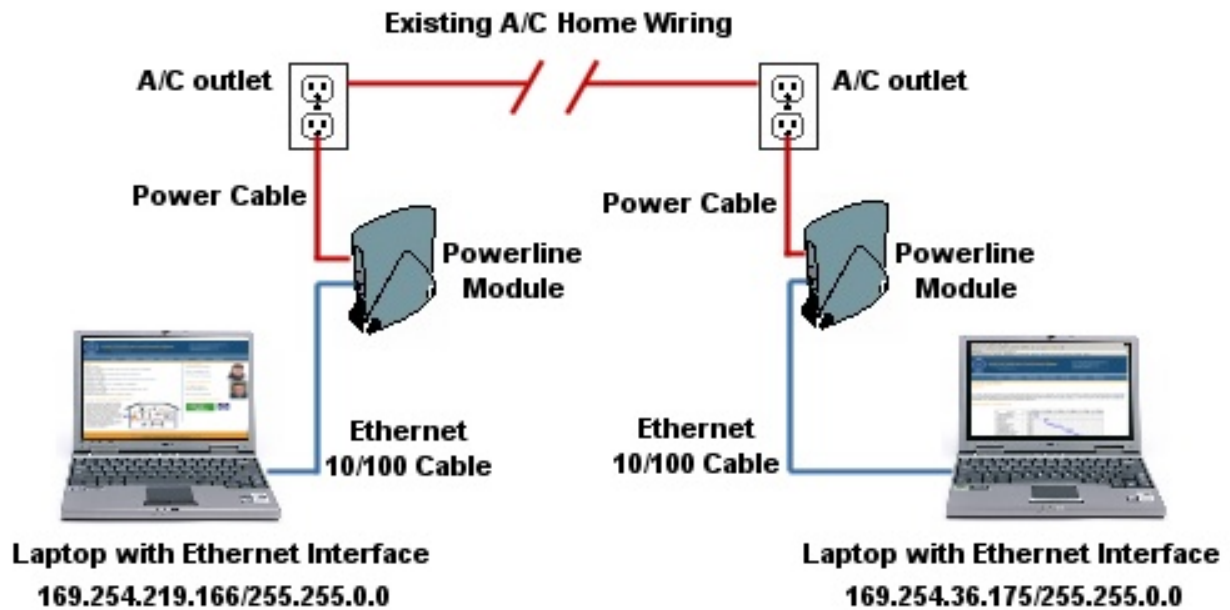 Existing A/C Home Wiring
A/C outlet
A/C outlet
Power Cable
Power Cable
Powerline
Module
Powerline
Module
Ethernet
10/100 Cable
Ethernet
10/100 Cable
Laptop with Ethernet Interface
169.254.219.166/255.255.0.0
Laptop with Ethernet Interface
169.254.36.175/255.255.0.0